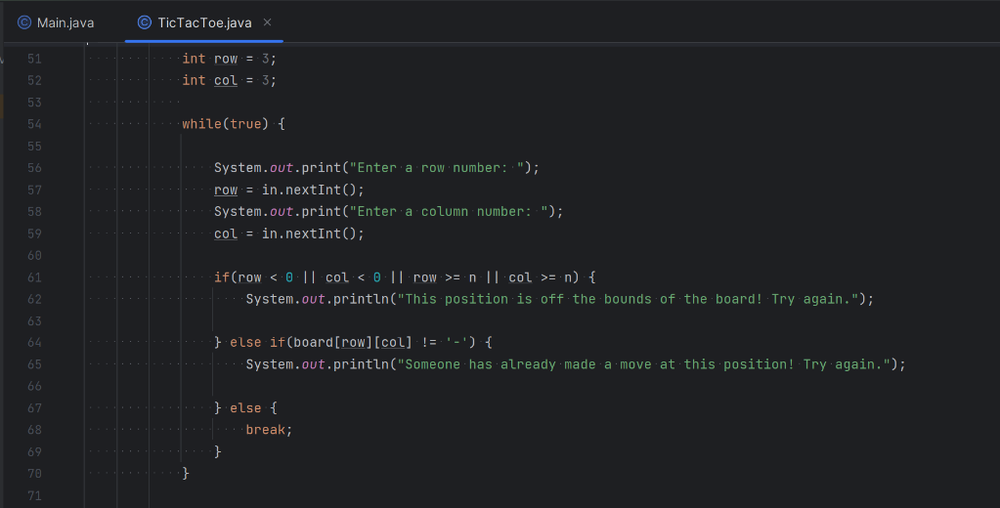 Main.java TicTacToe.java
51 int row = 3;
52 int col = 3;
53
54 while(true) {
55
56 System.out.print("Enter a row number: ");
57 row = in.nextInt();
58 System.out.print("Enter a column number: ");
59 col = in.nextInt();
60
61 if(row < 0 || col < 0 || row >= n || col >= n) {
62 System.out.println("This position is off the bounds of the board! Try again.");
63
64 } else if(board[row][col] != '-') {
65 System.out.println("Someone has already made a move at this position! Try again.");
66
67 } else {
68 break;
69 }
70 }
71